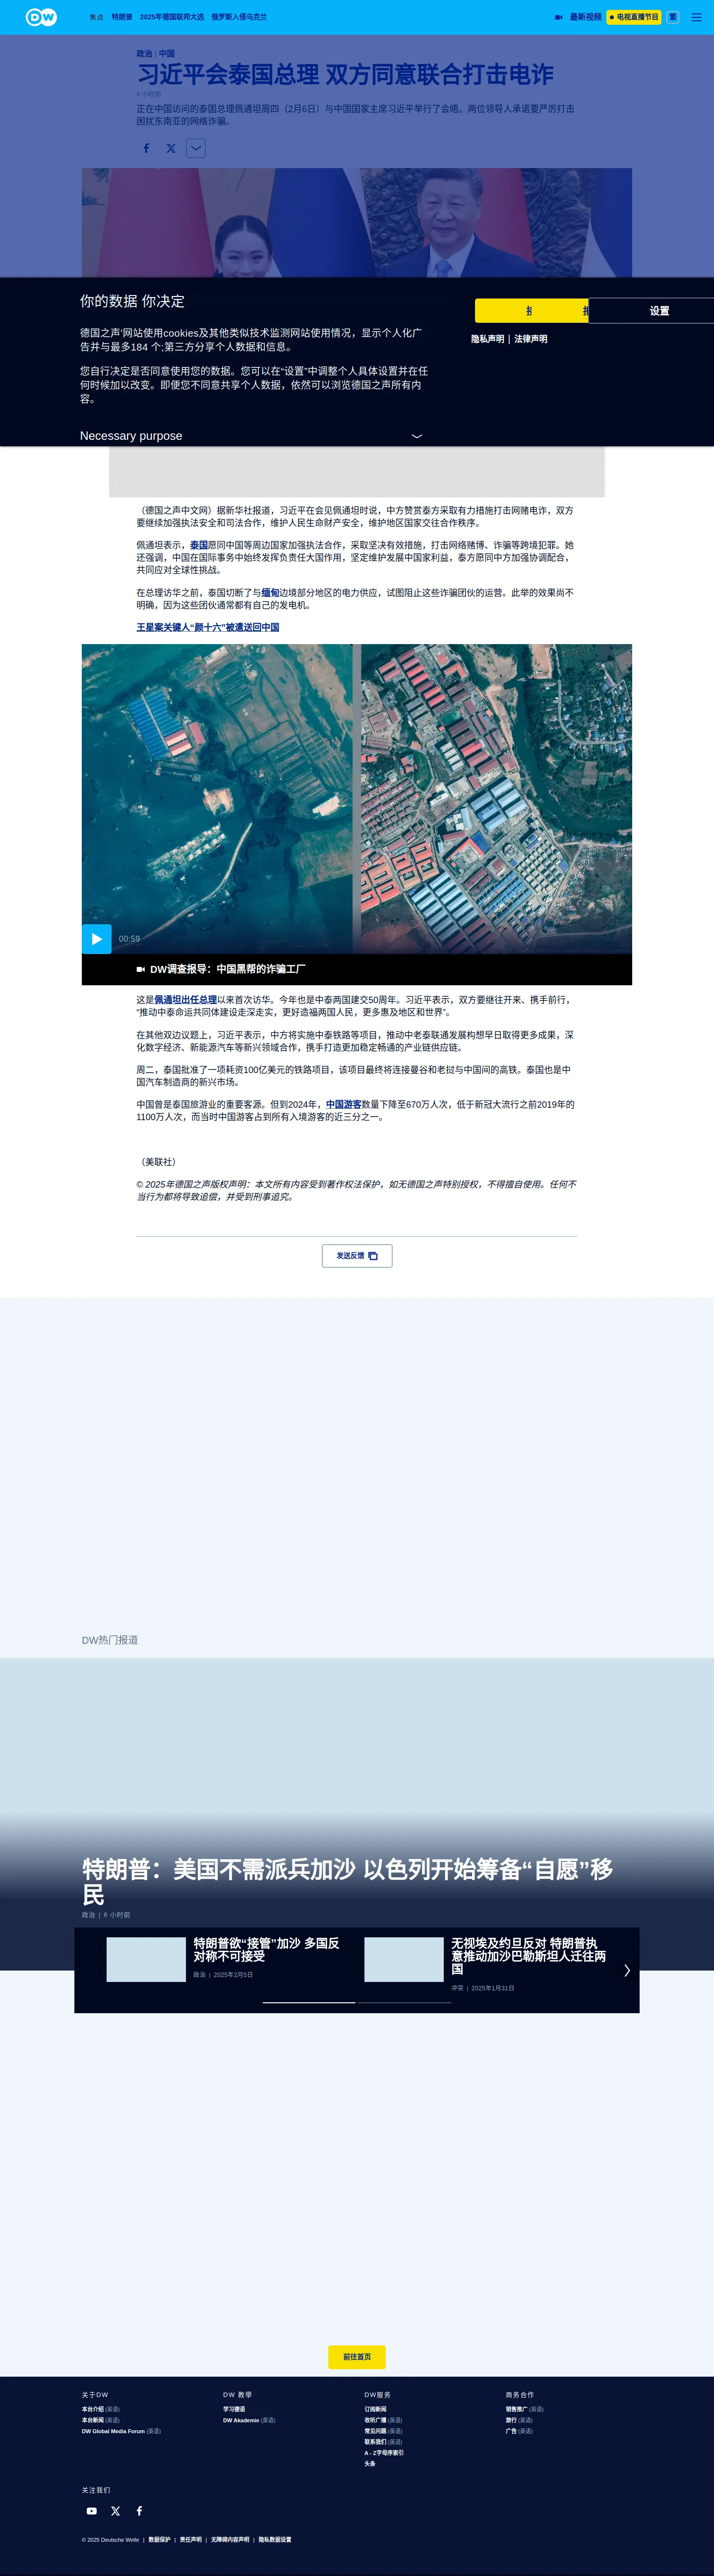 DW
焦点 特朗普 2025年德国联邦大选 俄罗斯入侵乌克兰 最新视频 电视直播节目 繁
政治 | 中国
习近平会泰国总理 双方同意联合打击电诈
4 小时前
正在中国访问的泰国总理佩通坦周四（2月6日）与中国国家主席习近平举行了会晤。两位领导人承诺要严厉打击
困扰东南亚的网络诈骗。
你的数据 你决定
设置
德国之声'网站使用cookies及其他类似技术监测网站使用情况，显示个人化广
告并与最多184 个;第三方分享个人数据和信息。
隐私声明 | 法律声明
您自行决定是否同意使用您的数据。您可以在“设置”中调整个人具体设置并在任
何时候加以改变。即便您不同意共享个人数据，依然可以浏览德国之声所有内
容。
Necessary purpose
（德国之声中文网）据新华社报道，习近平在会见佩通坦时说，中方赞赏泰方采取有力措施打击网赌电诈，双方
要继续加强执法安全和司法合作，维护人民生命财产安全，维护地区国家交往合作秩序。
佩通坦表示，泰国愿同中国等周边国家加强执法合作，采取坚决有效措施，打击网络赌博、诈骗等跨境犯罪。她
还强调，中国在国际事务中始终发挥负责任大国作用，坚定维护发展中国家利益，泰方愿同中方加强协调配合，
共同应对全球性挑战。
在总理访华之前，泰国切断了与缅甸边境部分地区的电力供应，试图阻止这些诈骗团伙的运营。此举的效果尚不
明确，因为这些团伙通常都有自己的发电机。
王星案关键人“颜十六”被遣送回中国
00:59
DW调查报导：中国黑帮的诈骗工厂
这是佩通坦出任总理以来首次访华。今年也是中泰两国建交50周年。习近平表示，双方要继往开来、携手前行，
“推动中泰命运共同体建设走深走实，更好造福两国人民，更多惠及地区和世界”。
在其他双边议题上，习近平表示，中方将实施中泰铁路等项目，推动中老泰联通发展构想早日取得更多成果，深
化数字经济、新能源汽车等新兴领域合作，携手打造更加稳定畅通的产业链供应链。
周二，泰国批准了一项耗资100亿美元的铁路项目，该项目最终将连接曼谷和老挝与中国间的高铁。泰国也是中
国汽车制造商的新兴市场。
中国曾是泰国旅游业的重要客源。但到2024年，中国游客数量下降至670万人次，低于新冠大流行之前2019年的
1100万人次，而当时中国游客占到所有入境游客的近三分之一。
（美联社）
© 2025年德国之声版权声明：本文所有内容受到著作权法保护，如无德国之声特别授权，不得擅自使用。任何不
当行为都将导致追偿，并受到刑事追究。
发送反馈
DW热门报道
特朗普：美国不需派兵加沙 以色列开始筹备“自愿”移
民
政治 | 6 小时前
特朗普欲“接管”加沙 多国反
对称不可接受
政治 | 2025年2月5日
无视埃及约旦反对 特朗普执
意推动加沙巴勒斯坦人迁往两
国
冲突 | 2025年1月31日
前往首页
关于DW
本台介绍 (英语)
本台新闻 (英语)
DW Global Media Forum (英语)
DW 教學
学习德语
DW Akademie (英语)
DW服务
订阅新闻
收听广播 (英语)
常见问题 (英语)
联系我们 (英语)
A - Z字母序索引
头条
商务合作
销售推广 (英语)
旅行 (英语)
广告 (英语)
关注我们
© 2025 Deutsche Welle | 数据保护 | 责任声明 | 无障碍内容声明 | 隐私数据设置